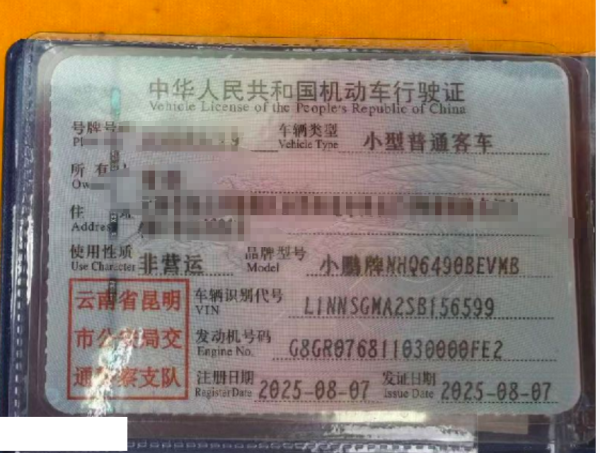 中华人民共和国机动车行驶证
Vehicle License of the People's Republic of China
号牌号 车辆类型 小型普通客车
Vehicle Type
所有
住
Address
使用性质 非营运 品牌型号 小鹏牌NHQ6490BEVMB
Use Character Model
云南省昆明
市公安局交
通警察支队
车辆识别代号 L1NNSGMA2SB156599
VIN
发动机号码 G8GR076811030000FE2
Engine No.
注册日期 2025-08-07 发证日期 2025-08-07
Register Date Issue Date